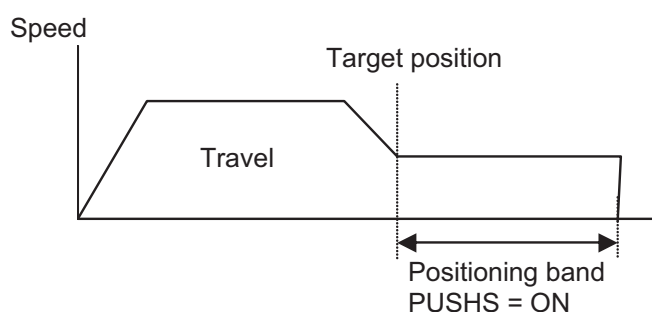 Speed
Target position
Travel
Positioning band
PUSHS = ON